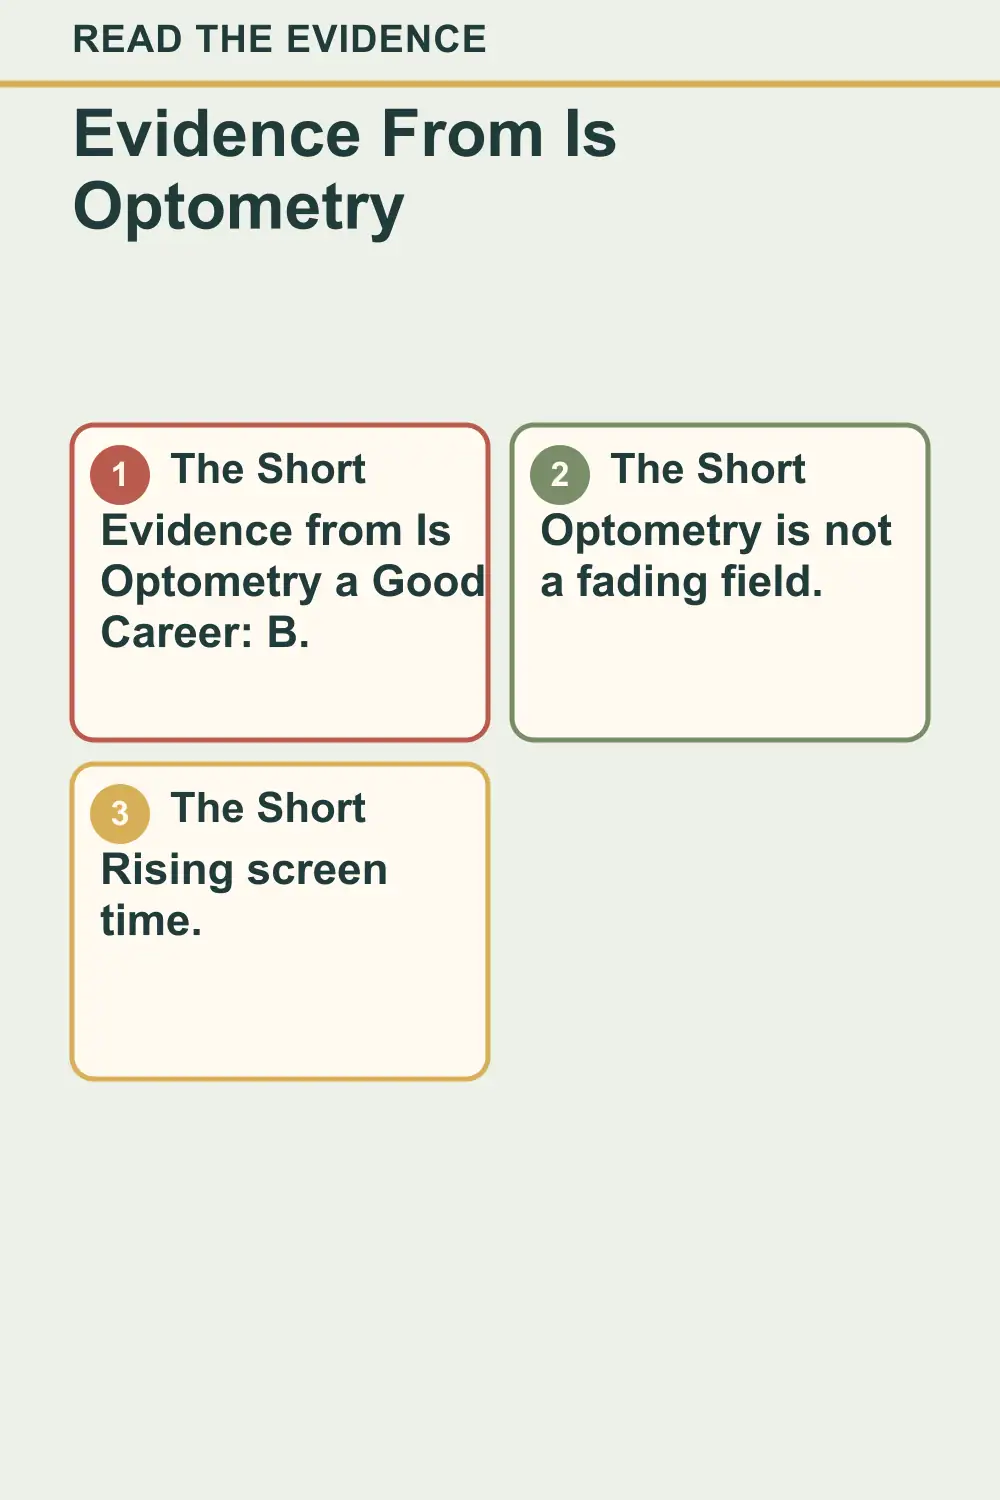 READ THE EVIDENCE
Evidence From Is
Optometry
1 The Short
Evidence from Is
Optometry a Good
Career: B.
2 The Short
Optometry is not
a fading field.
3 The Short
Rising screen
time.